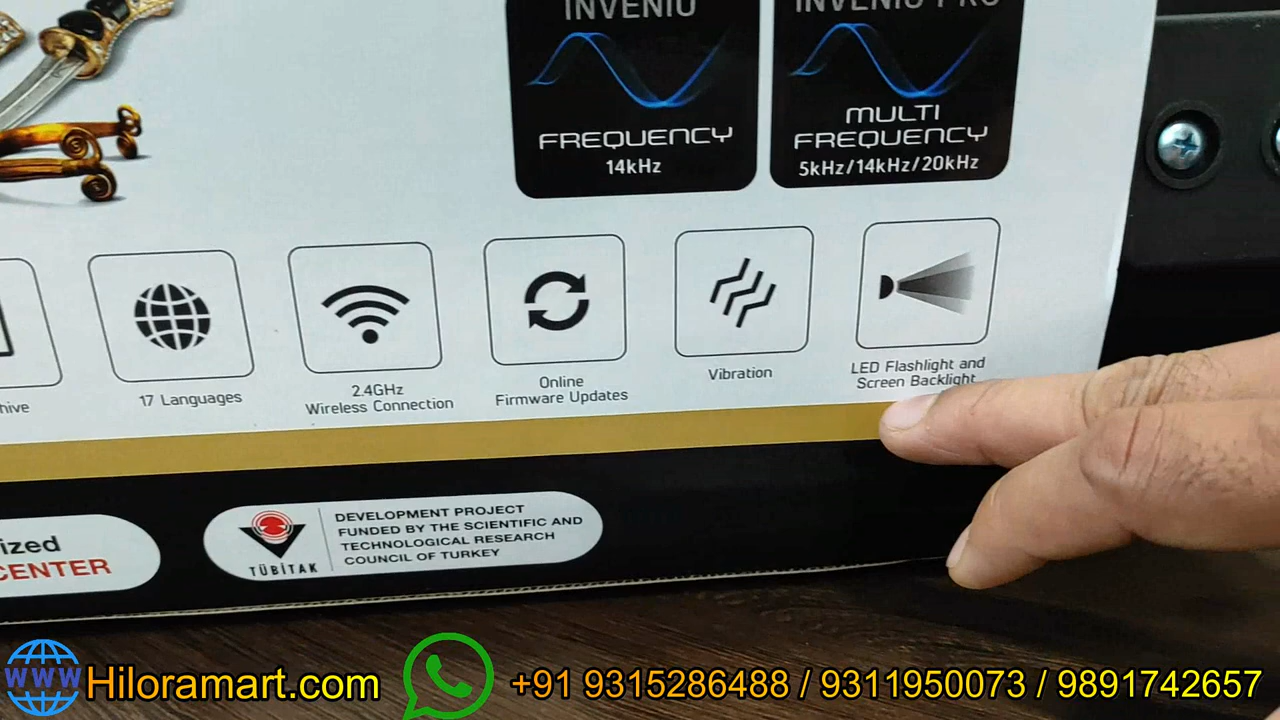 INVENIO
FREQUENCY
14kHz
INVENIO PRO
MULTI
FREQUENCY
5kHz/14kHz/20kHz
17 Languages
2.4GHz
Wireless Connection
Online
Firmware Updates
Vibration
LED Flashlight and
Screen Backlight
CENTER
TÜBİTAK
DEVELOPMENT PROJECT
FUNDED BY THE SCIENTIFIC AND
TECHNOLOGICAL RESEARCH
COUNCIL OF TURKEY
WWW Hiloramart.com
+91 9315286488 / 9311950073 / 9891742657